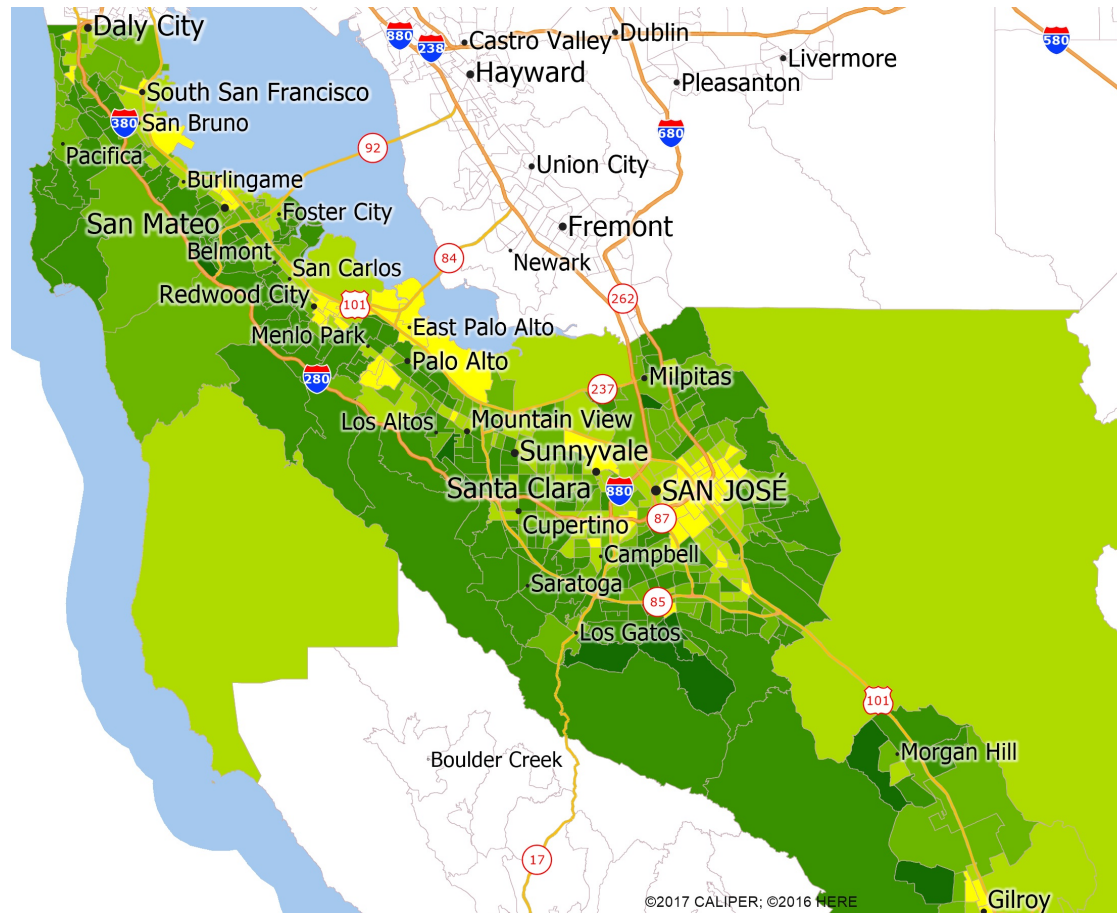 Daly City
880
238
Castro Valley
Dublin
580
Livermore
Hayward
Pleasanton
South San Francisco
380
San Bruno
680
92
Pacifica
Union City
Burlingame
San Mateo
Foster City
Fremont
Belmont
84
Newark
San Carlos
Redwood City
101
262
East Palo Alto
Menlo Park
Palo Alto
280
Milpitas
237
Los Altos
Mountain View
Sunnyvale
Santa Clara
880
SAN JOSÉ
Cupertino
87
Campbell
Saratoga
85
Los Gatos
101
Morgan Hill
Boulder Creek
17
©2017 CALIPER; ©2016 HERE
Gilroy